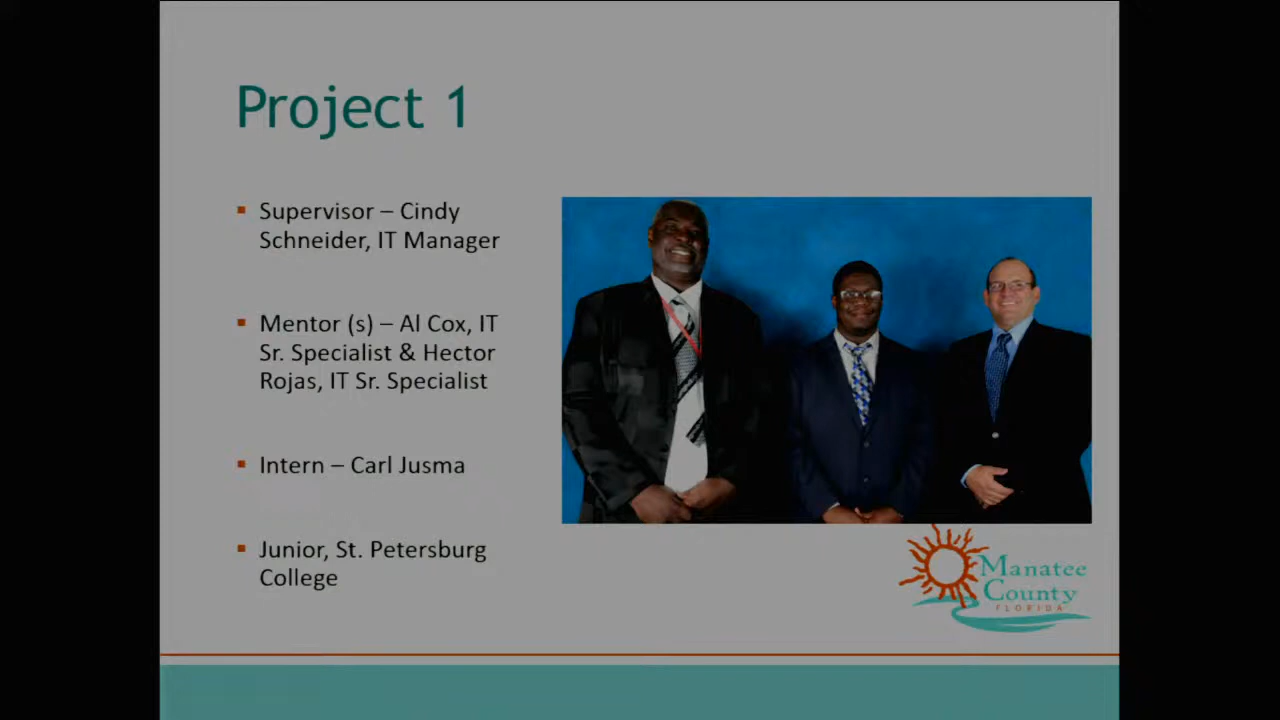 Project 1
▪ Supervisor – Cindy
Schneider, IT Manager
▪ Mentor (s) – Al Cox, IT
Sr. Specialist & Hector
Rojas, IT Sr. Specialist
▪ Intern – Carl Jusma
▪ Junior, St. Petersburg
College
Manatee
County
FLORIDA